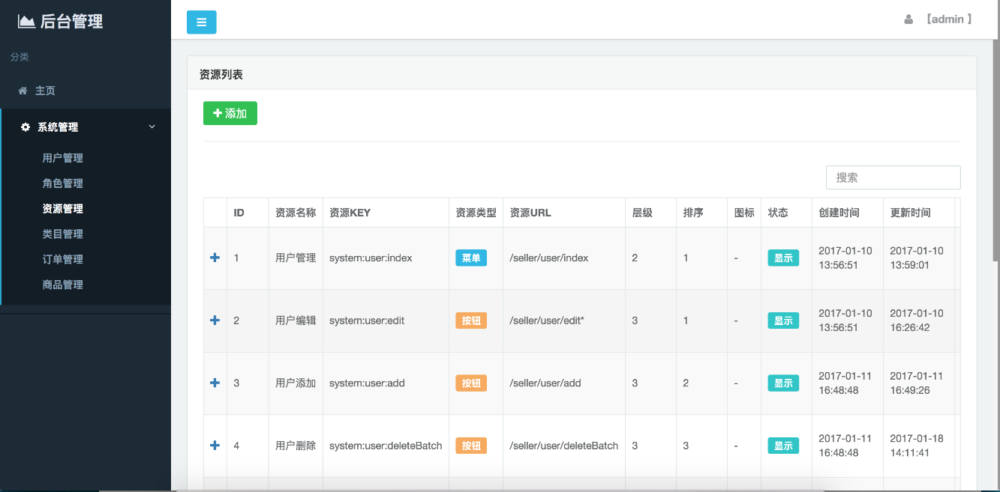 后台管理
【admin 】
分类
主页
系统管理
用户管理
角色管理
资源管理
类目管理
订单管理
商品管理
资源列表
添加
搜索
ID 资源名称 资源KEY 资源类型 资源URL 层级 排序 图标 状态 创建时间 更新时间
1 用户管理 system:user:index 菜单 /seller/user/index 2 1 - 显示 2017-01-10 13:56:51 2017-01-10 13:59:01
2 用户编辑 system:user:edit 按钮 /seller/user/edit* 3 1 - 显示 2017-01-10 13:56:51 2017-01-10 16:26:42
3 用户添加 system:user:add 按钮 /seller/user/add 3 2 - 显示 2017-01-11 16:48:48 2017-01-11 16:49:26
4 用户删除 system:user:deleteBatch 按钮 /seller/user/deleteBatch 3 3 - 显示 2017-01-11 16:48:48 2017-01-18 14:11:41